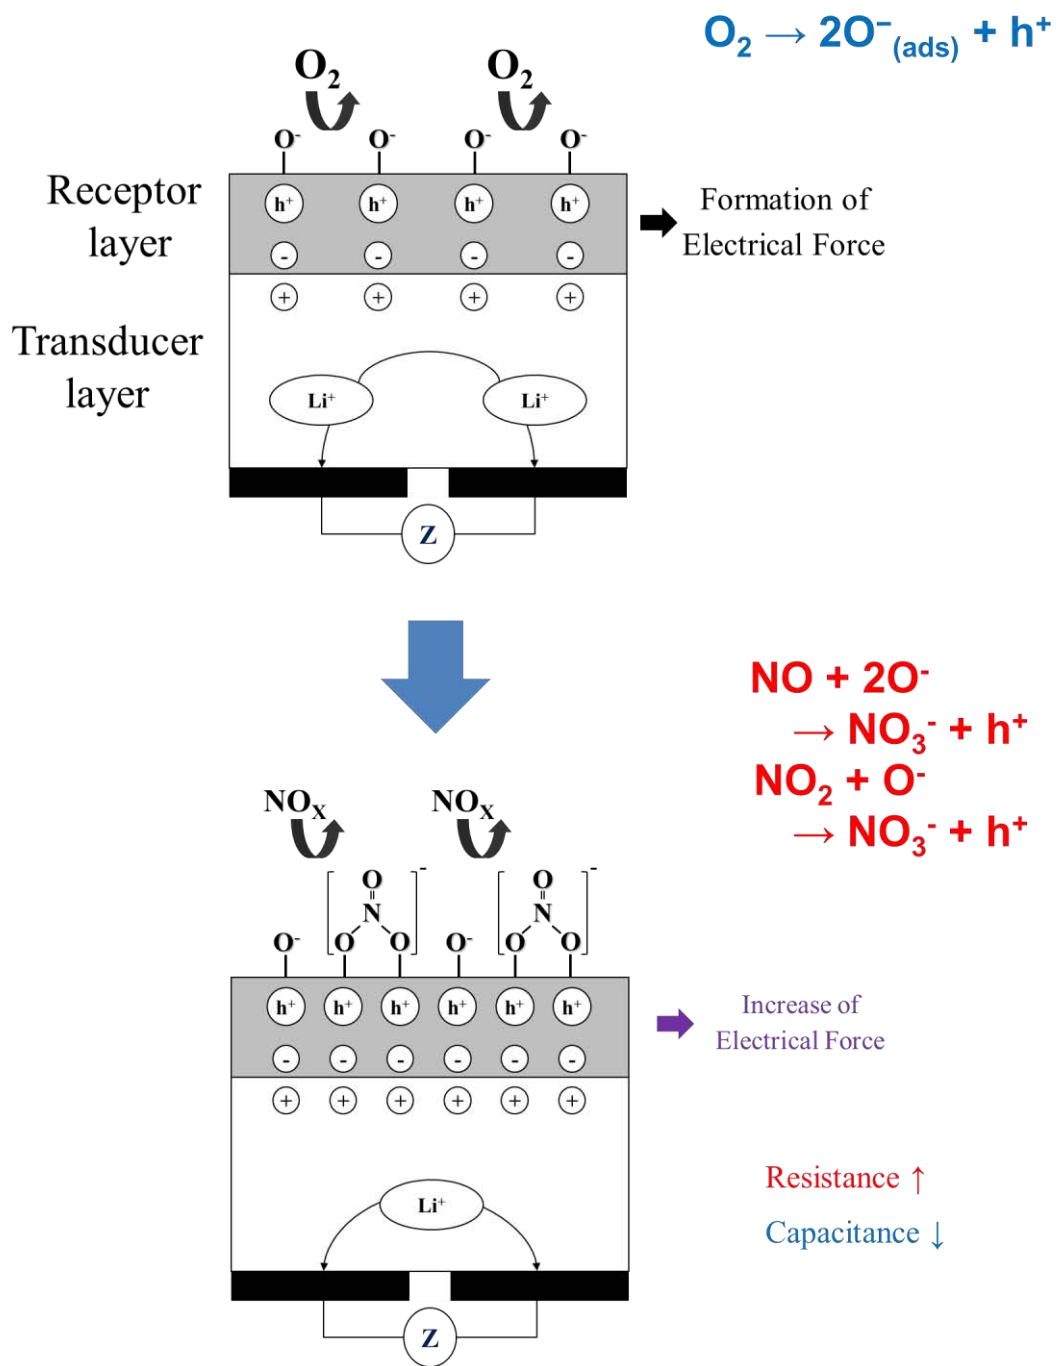 O₂ → 2O⁻(ads) + h⁺
O₂ O₂
O⁻ O⁻ O⁻ O⁻
Receptor
layer
h⁺ h⁺ h⁺ h⁺
- - - -
Formation of
Electrical Force
+ + + +
Transducer
layer
Li⁺ Li⁺
Z
NO + 2O⁻
→ NO₃⁻ + h⁺
NO₂ + O⁻
→ NO₃⁻ + h⁺
NOX NOX
O - O -
N N
O⁻ O O O⁻ O O
h⁺ h⁺ h⁺ h⁺ h⁺ h⁺
- - - - - -
Increase of
Electrical Force
+ + + + + +
Li⁺
Resistance ↑
Capacitance ↓
Z